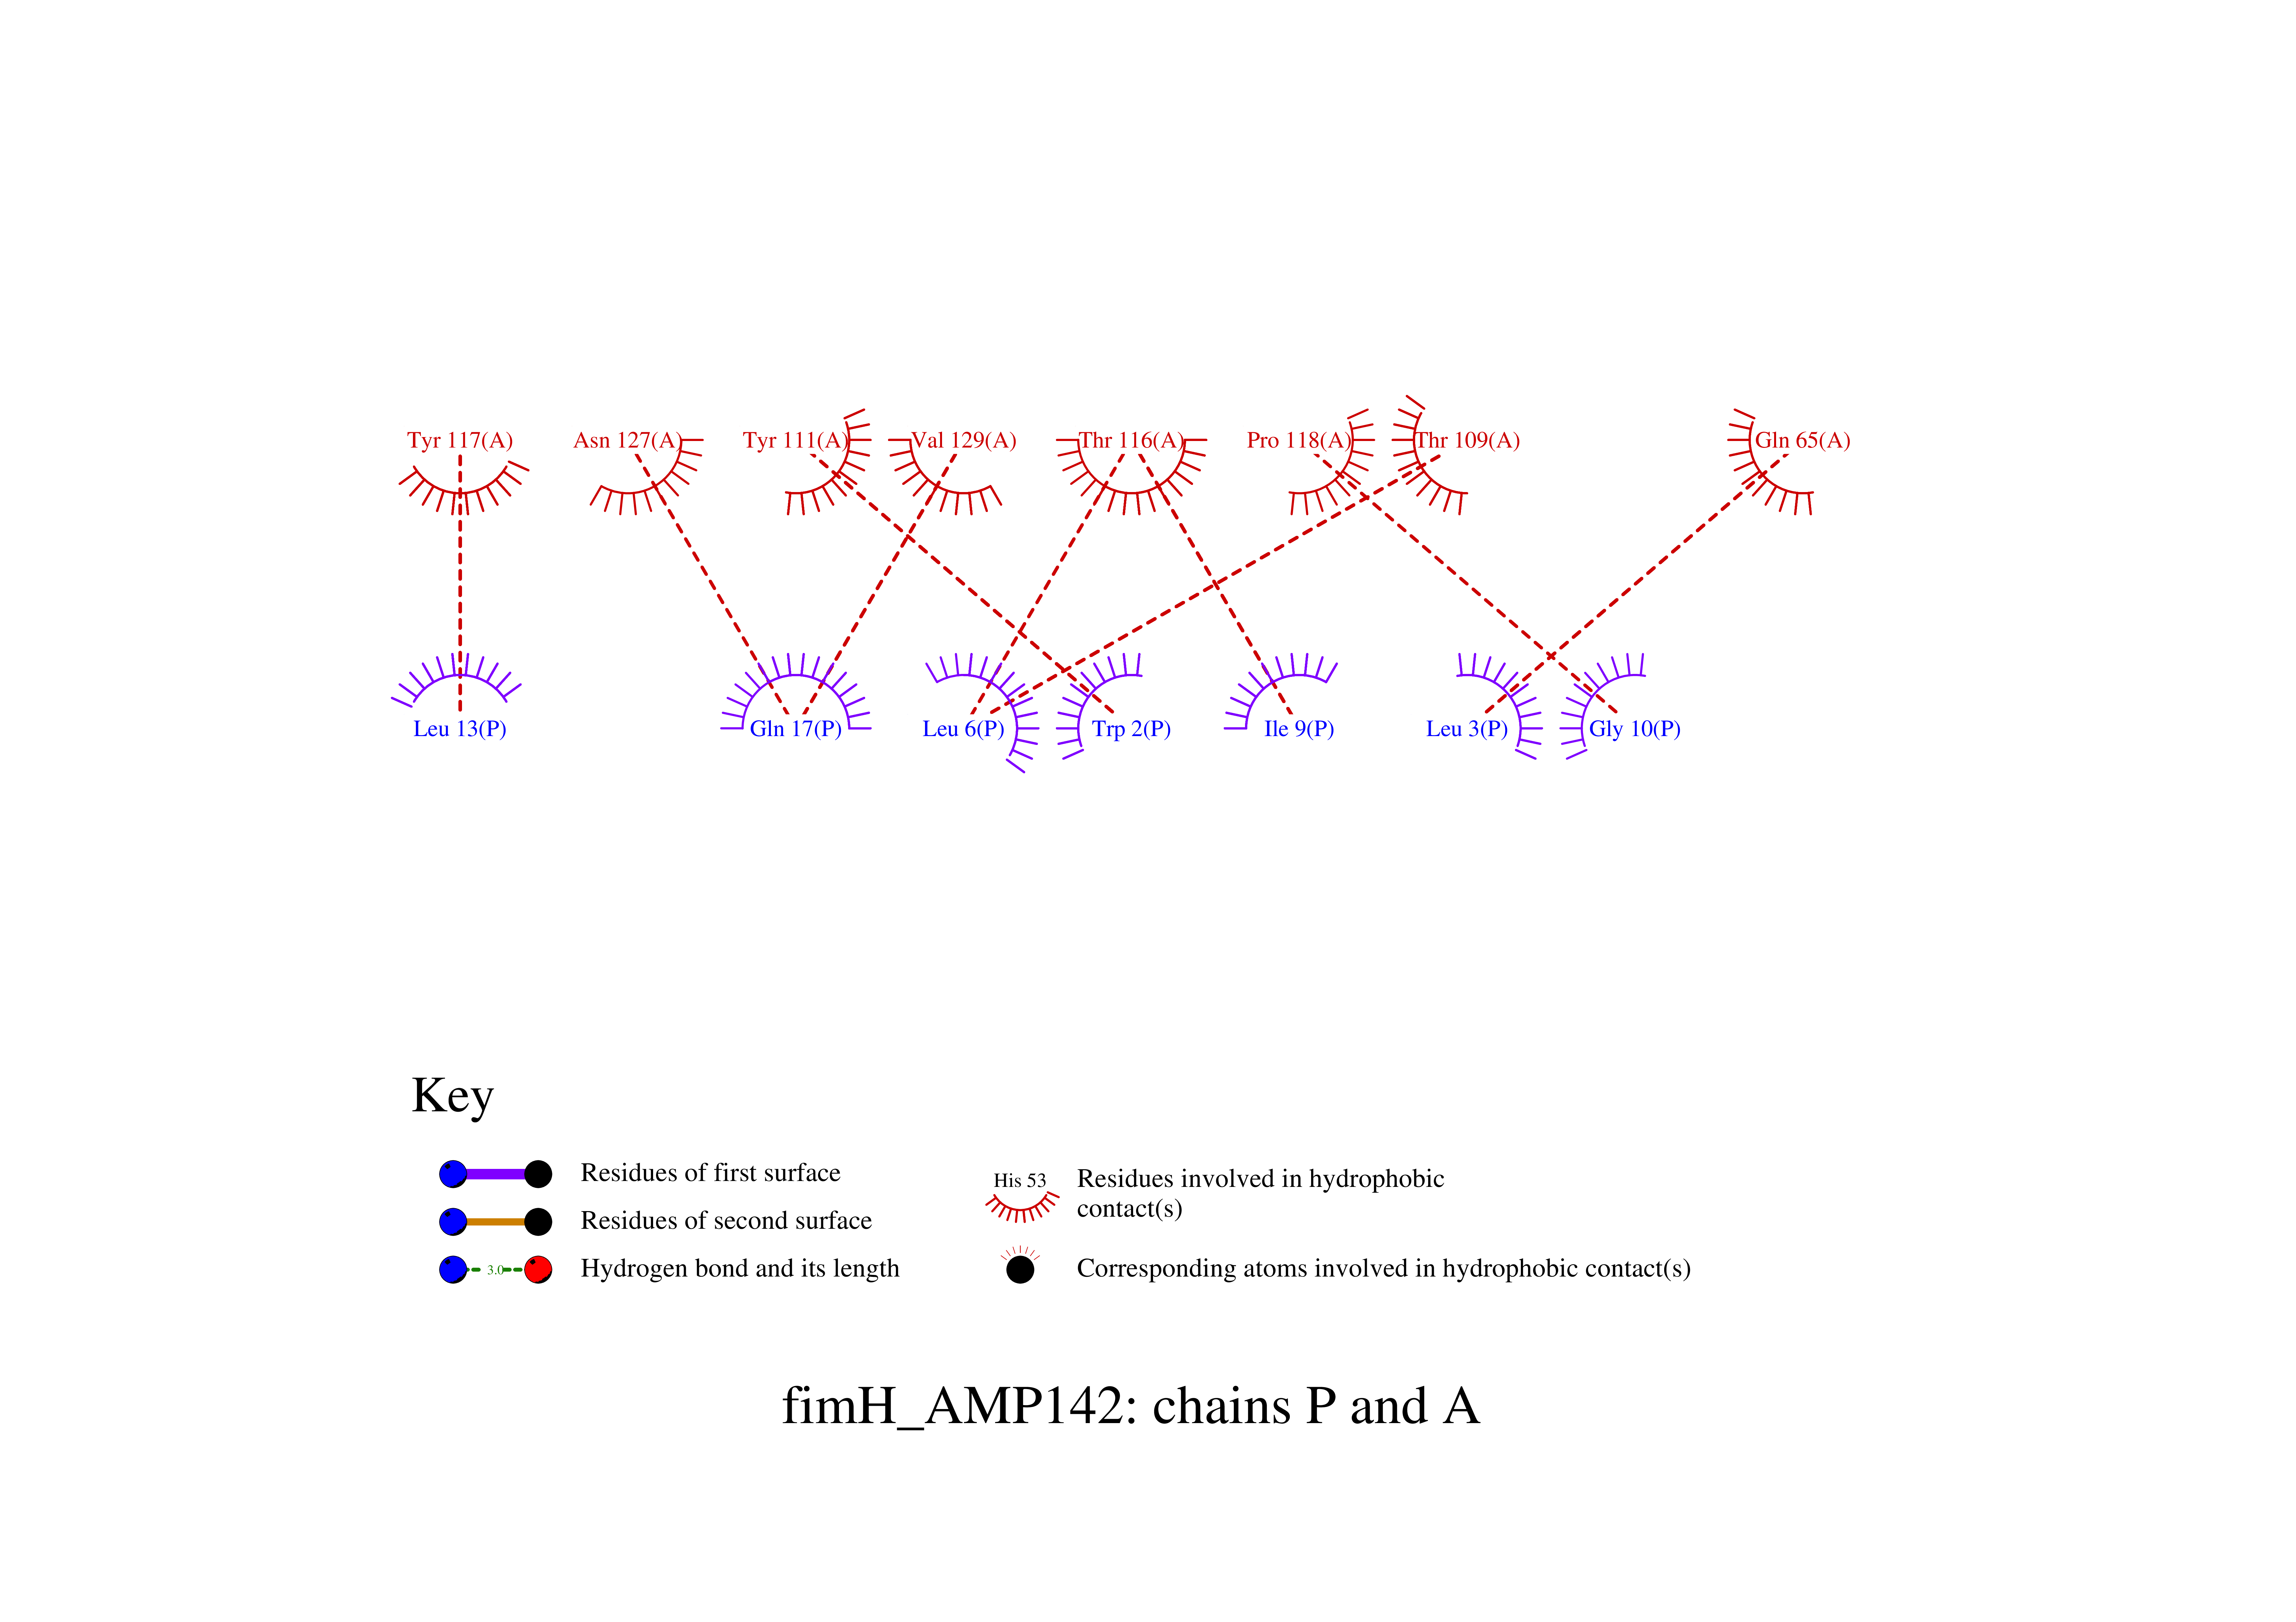 Tyr 117(A) Asn 127(A) Tyr 111(A) Val 129(A) Thr 116(A) Pro 118(A) Thr 109(A) Gln 65(A)
Leu 13(P) Gln 17(P) Leu 6(P) Trp 2(P) Ile 9(P) Leu 3(P) Gly 10(P)
Key
Residues of first surface
Residues of second surface
3.0 Hydrogen bond and its length
His 53 Residues involved in hydrophobic
contact(s)
Corresponding atoms involved in hydrophobic contact(s)
fimH_AMP142: chains P and A